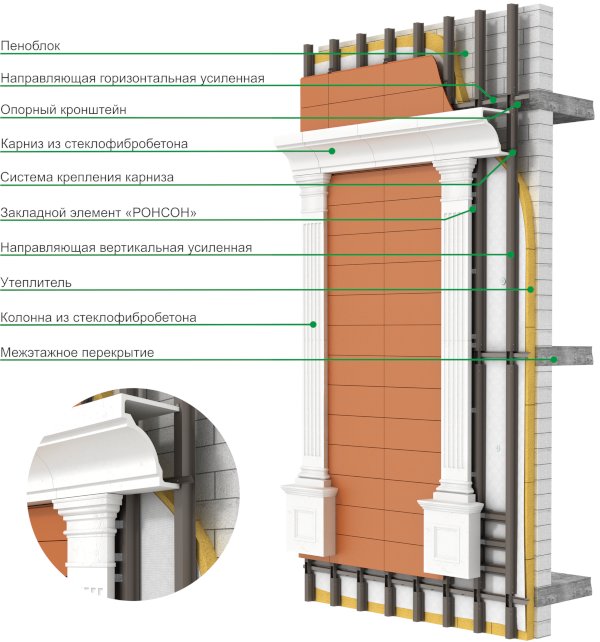 Пеноблок
Направляющая горизонтальная усиленная
Опорный кронштейн
Карниз из стеклофибробетона
Система крепления карниза
Закладной элемент «РОНСОН»
Направляющая вертикальная усиленная
Утеплитель
Колонна из стеклофибробетона
Межэтажное перекрытие